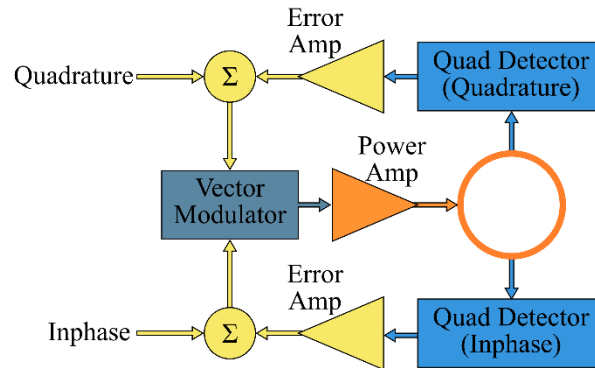 Error
Amp
Quad Detector
(Quadrature)
Quadrature
Σ
Power
Amp
Vector
Modulator
Error
Amp
Quad Detector
(Inphase)
Inphase
Σ